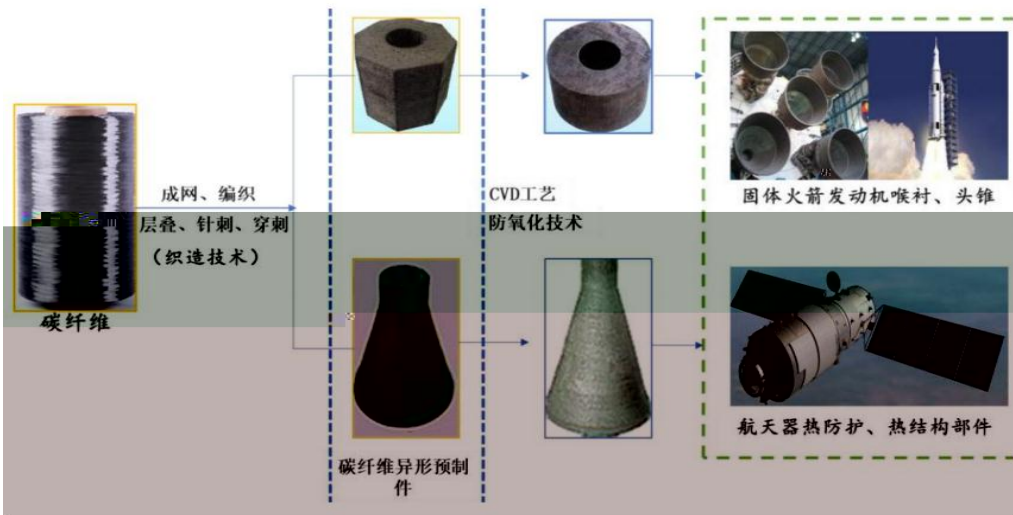 成网、编织
层叠、针刺、穿刺
（织造技术）
碳纤维
CVD工艺
防氧化技术
碳纤维异形预制
件
固体火箭发动机喉衬、头锥
航天器热防护、热结构部件